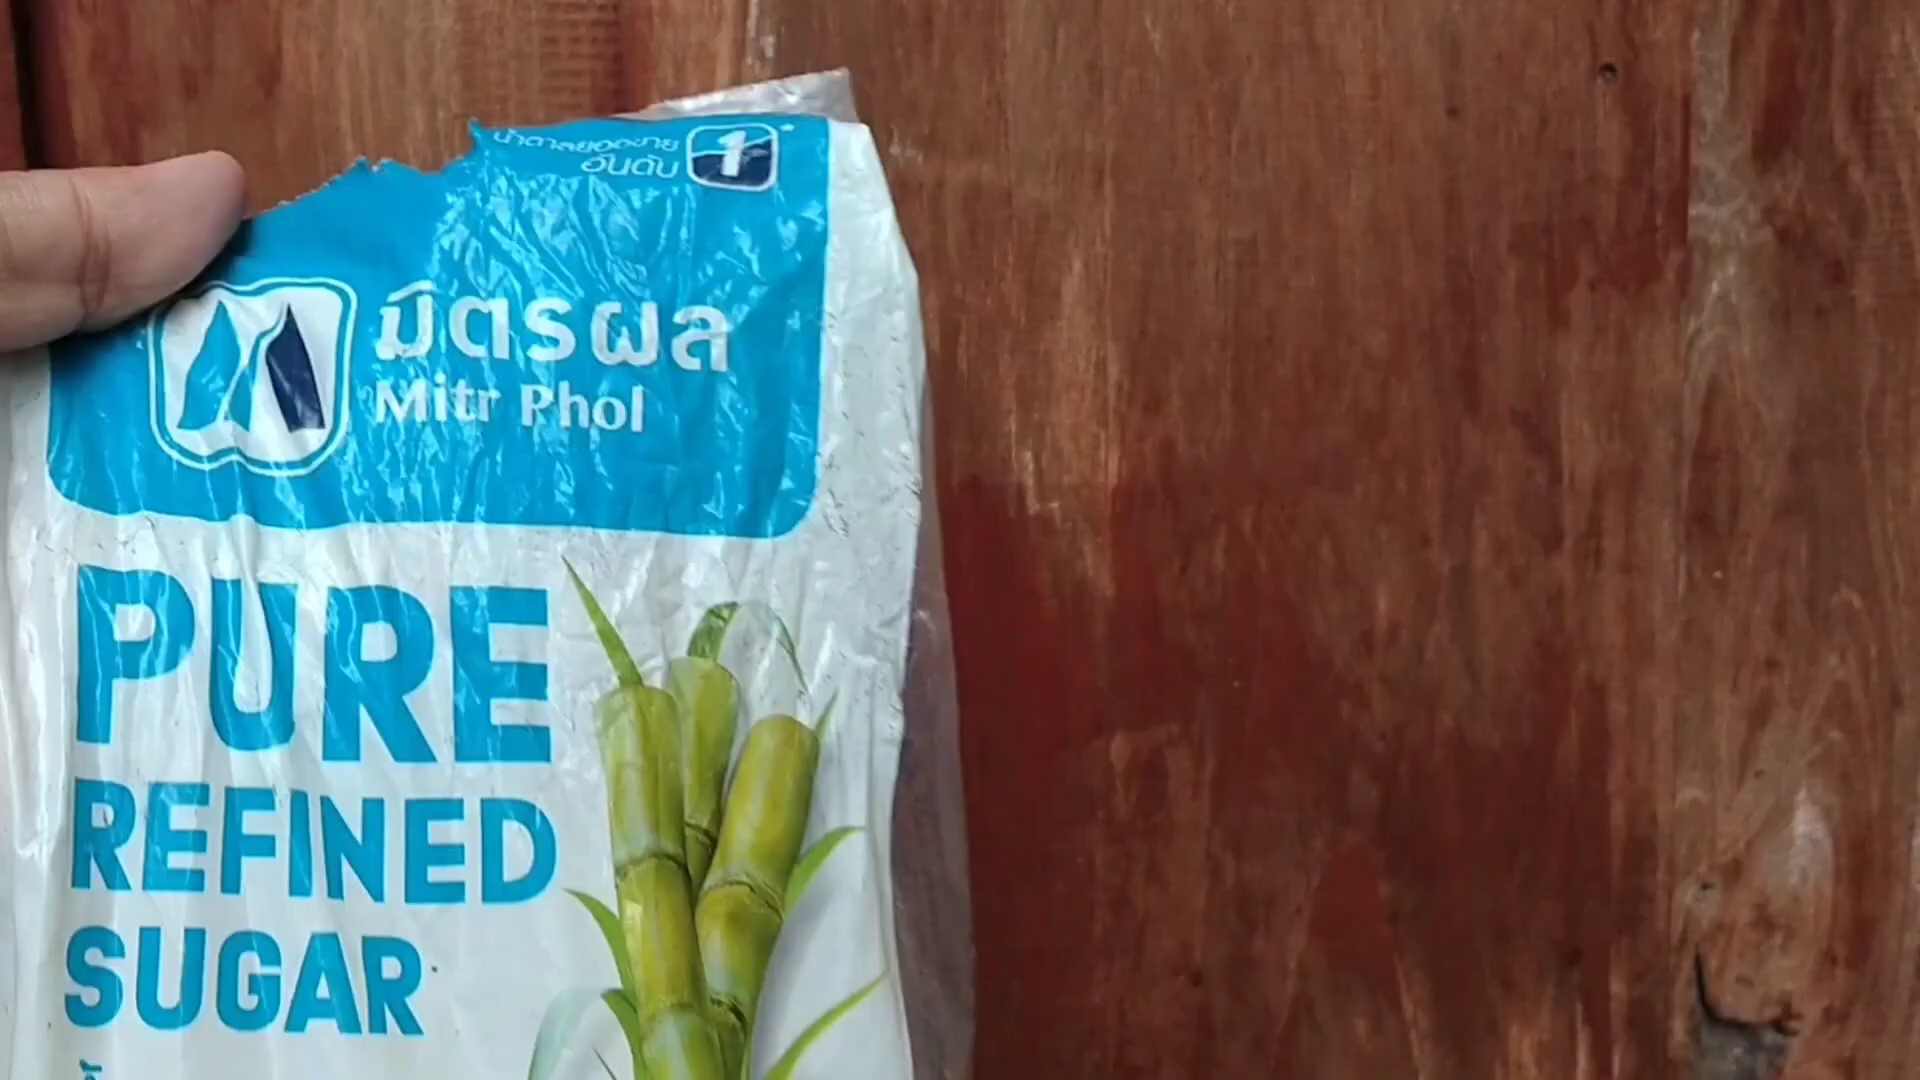 น้ำตาลยอดขาย
อันดับ 1*
มิตรผล
Mitr Phol
PURE
REFINED
SUGAR